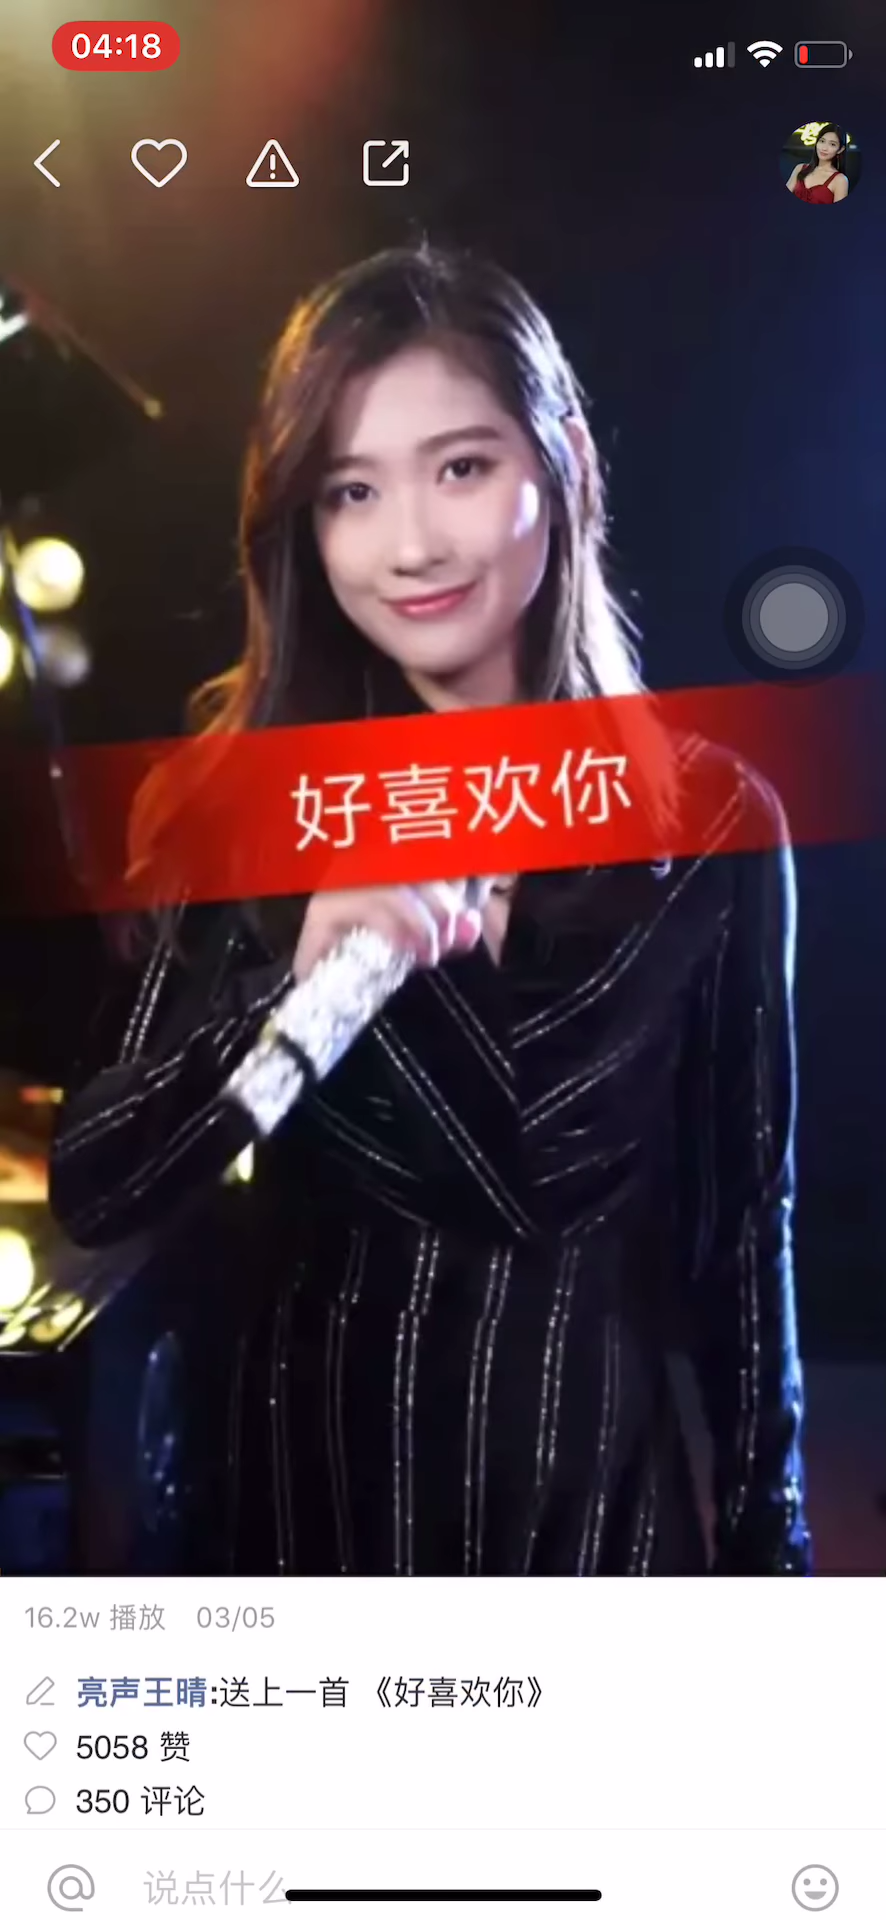 04:18
好喜欢你
16.2w 播放 03/05
亮声王晴:送上一首 《好喜欢你》
5058 赞
350 评论
@ 说点什么